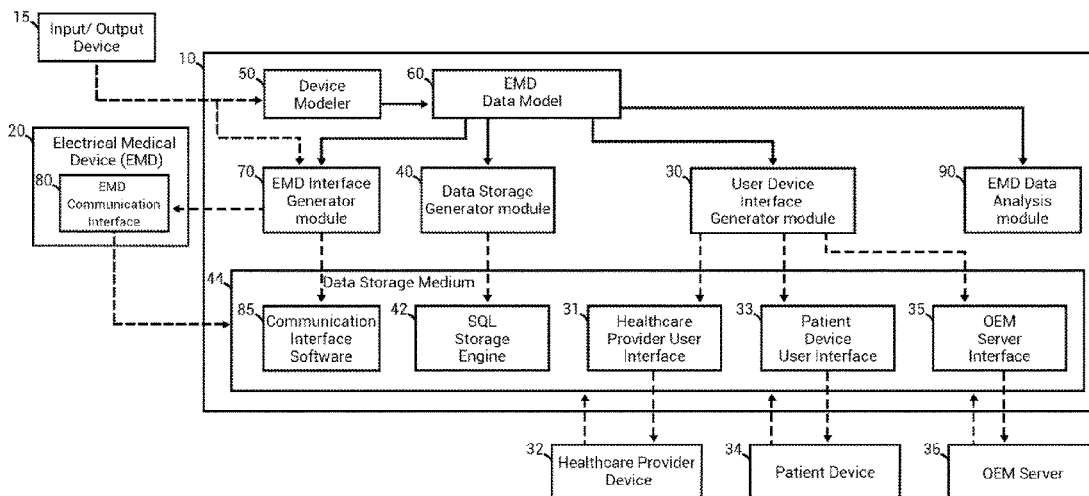 15
Input/ Output
Device
10
50
Device
Modeler
60
EMD
Data Model
20
Electrical Medical
Device (EMD)
80
EMD
Communication
Interface
70
EMD Interface
Generator
module
40
Data Storage
Generator module
30
User Device
Interface
Generator module
90
EMD Data
Analysis
module
44
Data Storage Medium
85
Communication
Interface
Software
42
SQL
Storage
Engine
31
Healthcare
Provider User
Interface
33
Patient
Device
User Interface
35
OEM
Server
Interface
32
Healthcare Provider
Device
34
Patient Device
36
OEM Server